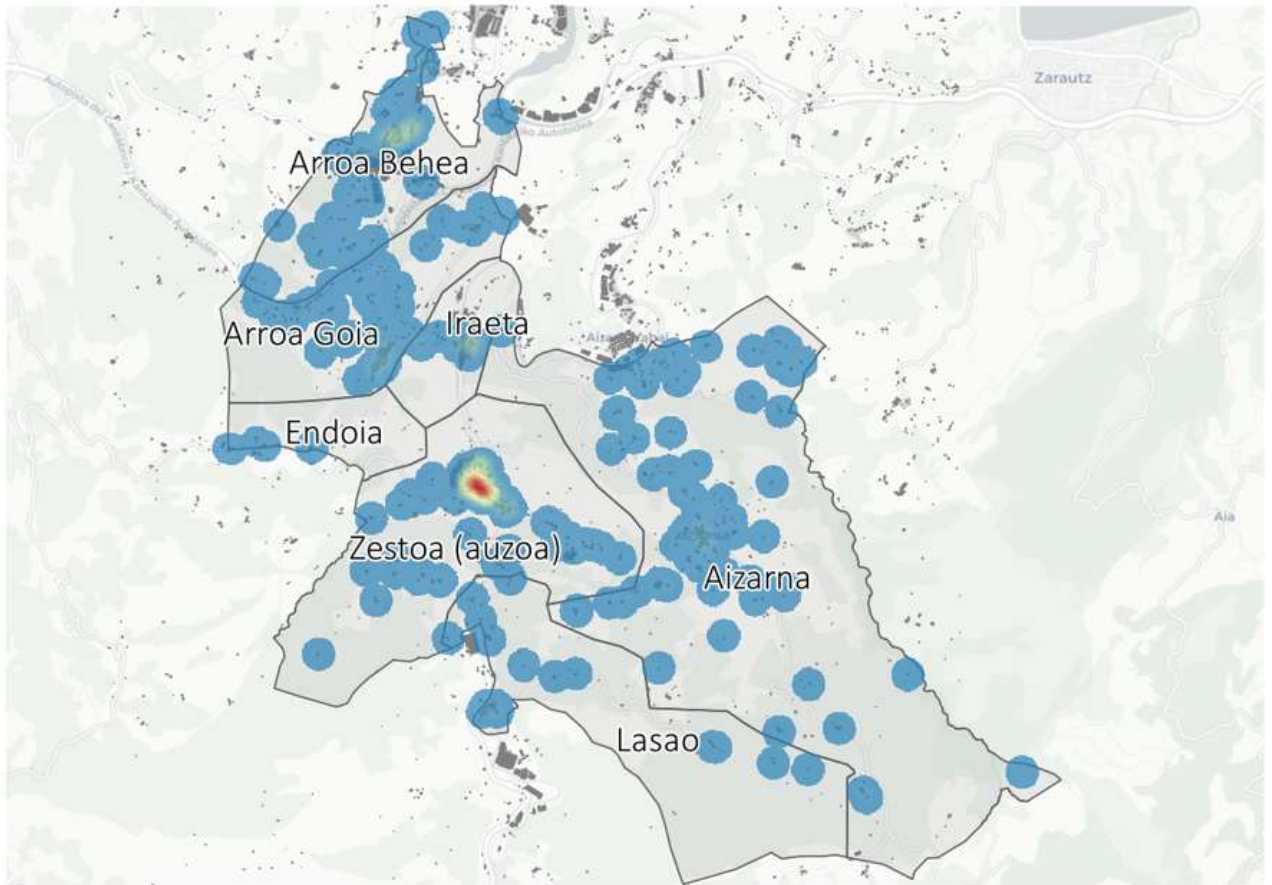 Zarautz
Arroa Behea
Arroa Goia
Iraeta
Endoia
Zestoa (auzoa)
Aizarna
Aia
Lasao